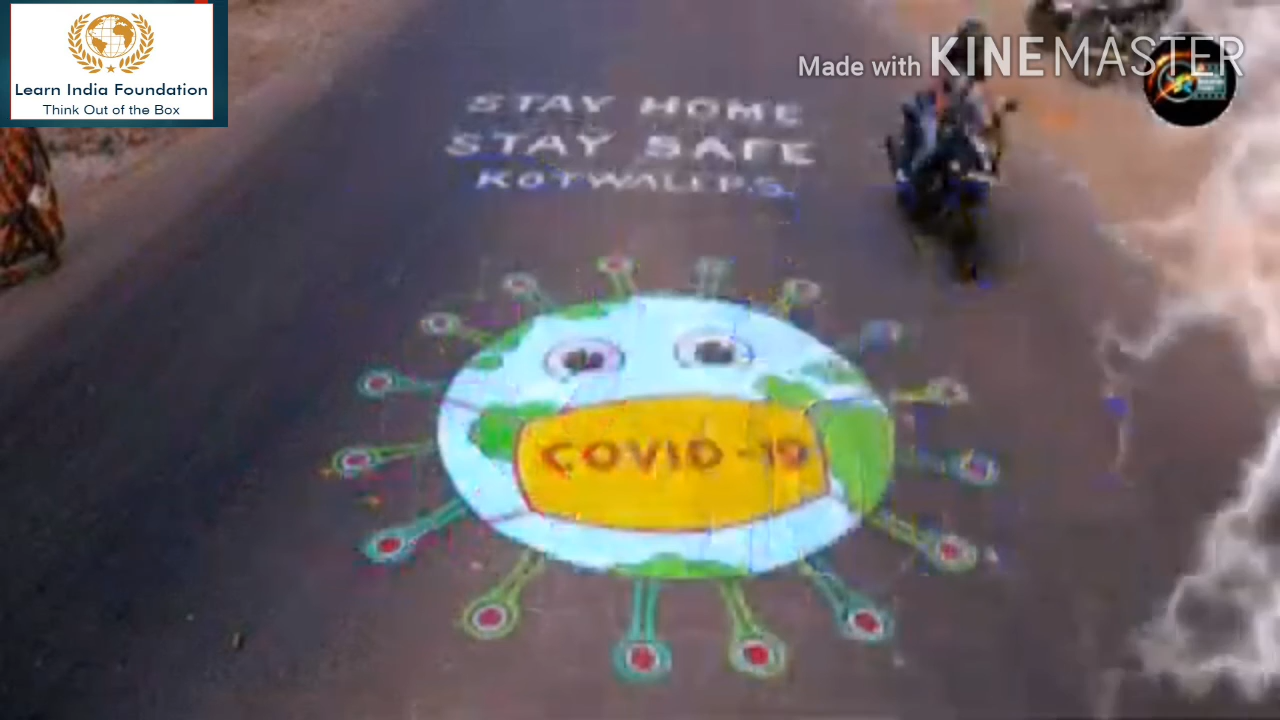 Learn India Foundation
Think Out of the Box
Made with KINEMASTER
STAY HOME
STAY SAFE
KOTWALI P.S.
COVID-19